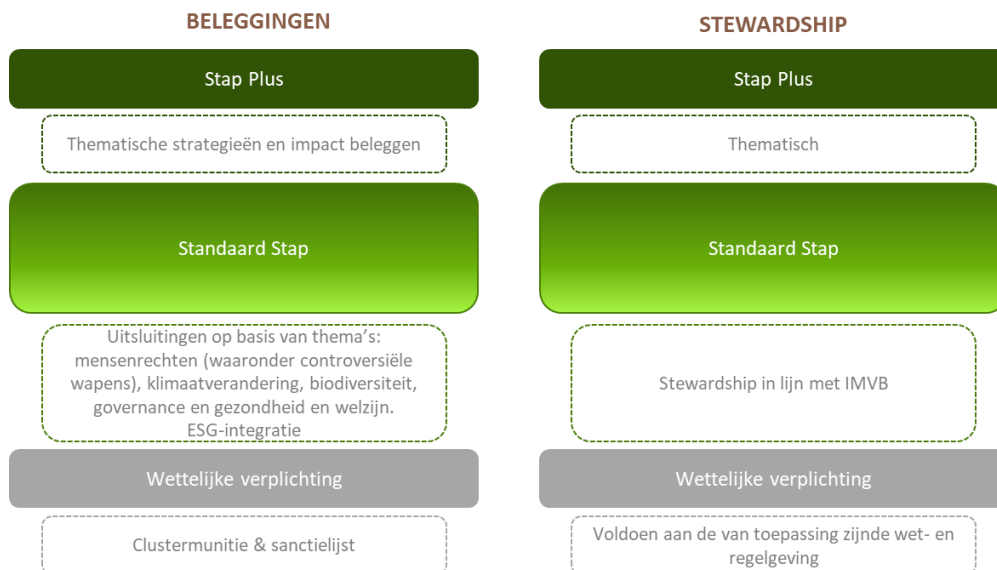 BELEGGINGEN
Stap Plus
Thematische strategieën en impact beleggen
Standaard Stap
Uitsluitingen op basis van thema's:
mensenrechten (waaronder controversiële
wapens), klimaatverandering, biodiversiteit,
governance en gezondheid en welzijn.
ESG-integratie
Wettelijke verplichting
Clustermunitie & sanctielijst
STEWARDSHIP
Stap Plus
Thematisch
Standaard Stap
Stewardship in lijn met IMVB
Wettelijke verplichting
Voldoen aan de van toepassing zijnde wet- en
regelgeving